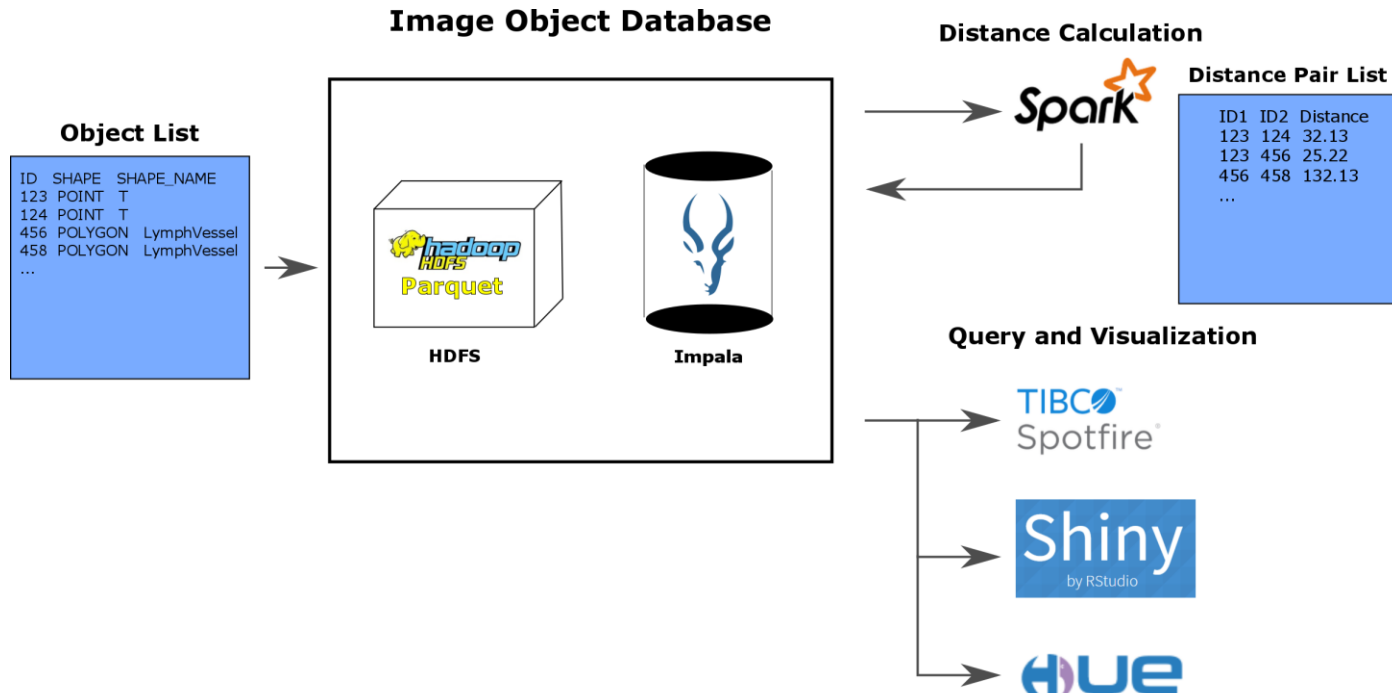 Image Object Database
Distance Calculation
Spark
Distance Pair List
ID1 ID2 Distance
123 124 32.13
123 456 25.22
456 458 132.13
...
Object List
ID SHAPE SHAPE_NAME
123 POINT T
124 POINT T
456 POLYGON LymphVessel
458 POLYGON LymphVessel
...
hadoop
HDFS
Parquet
HDFS
Impala
Query and Visualization
TIBCO™
Spotfire®
Shiny
by RStudio
HUE